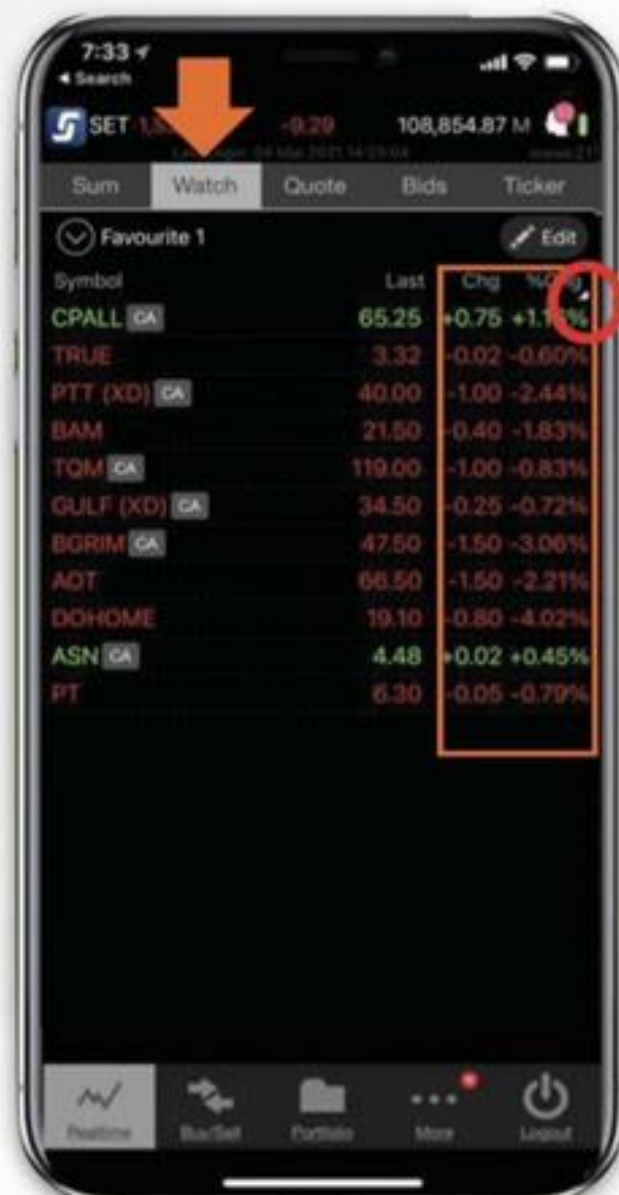 7:33
Search
SET -9.29 108,854.87 M
Sum Watch Quote Bids Ticker
Favourite 1 Edit
Symbol Last Chg %Chg
CPALL CA 65.25 +0.75
TRUE 3.32 -0.02 -0.60%
PTT (XD) CA 40.00 -1.00 -2.44%
BAM 21.50 -0.40 -1.83%
TQM CA 119.00 -1.00 -0.83%
GULF (XD) CA 34.50 -0.25 -0.72%
BGRIM CA 47.50 -1.50 -3.06%
AOT 66.50 -1.50 -2.21%
DOHOME 19.10 -0.80 -4.02%
ASN CA 4.48 +0.02 +0.45%
PT 6.30 -0.05 -0.79%
Realtime Buy/Sell Portfolio More Logout